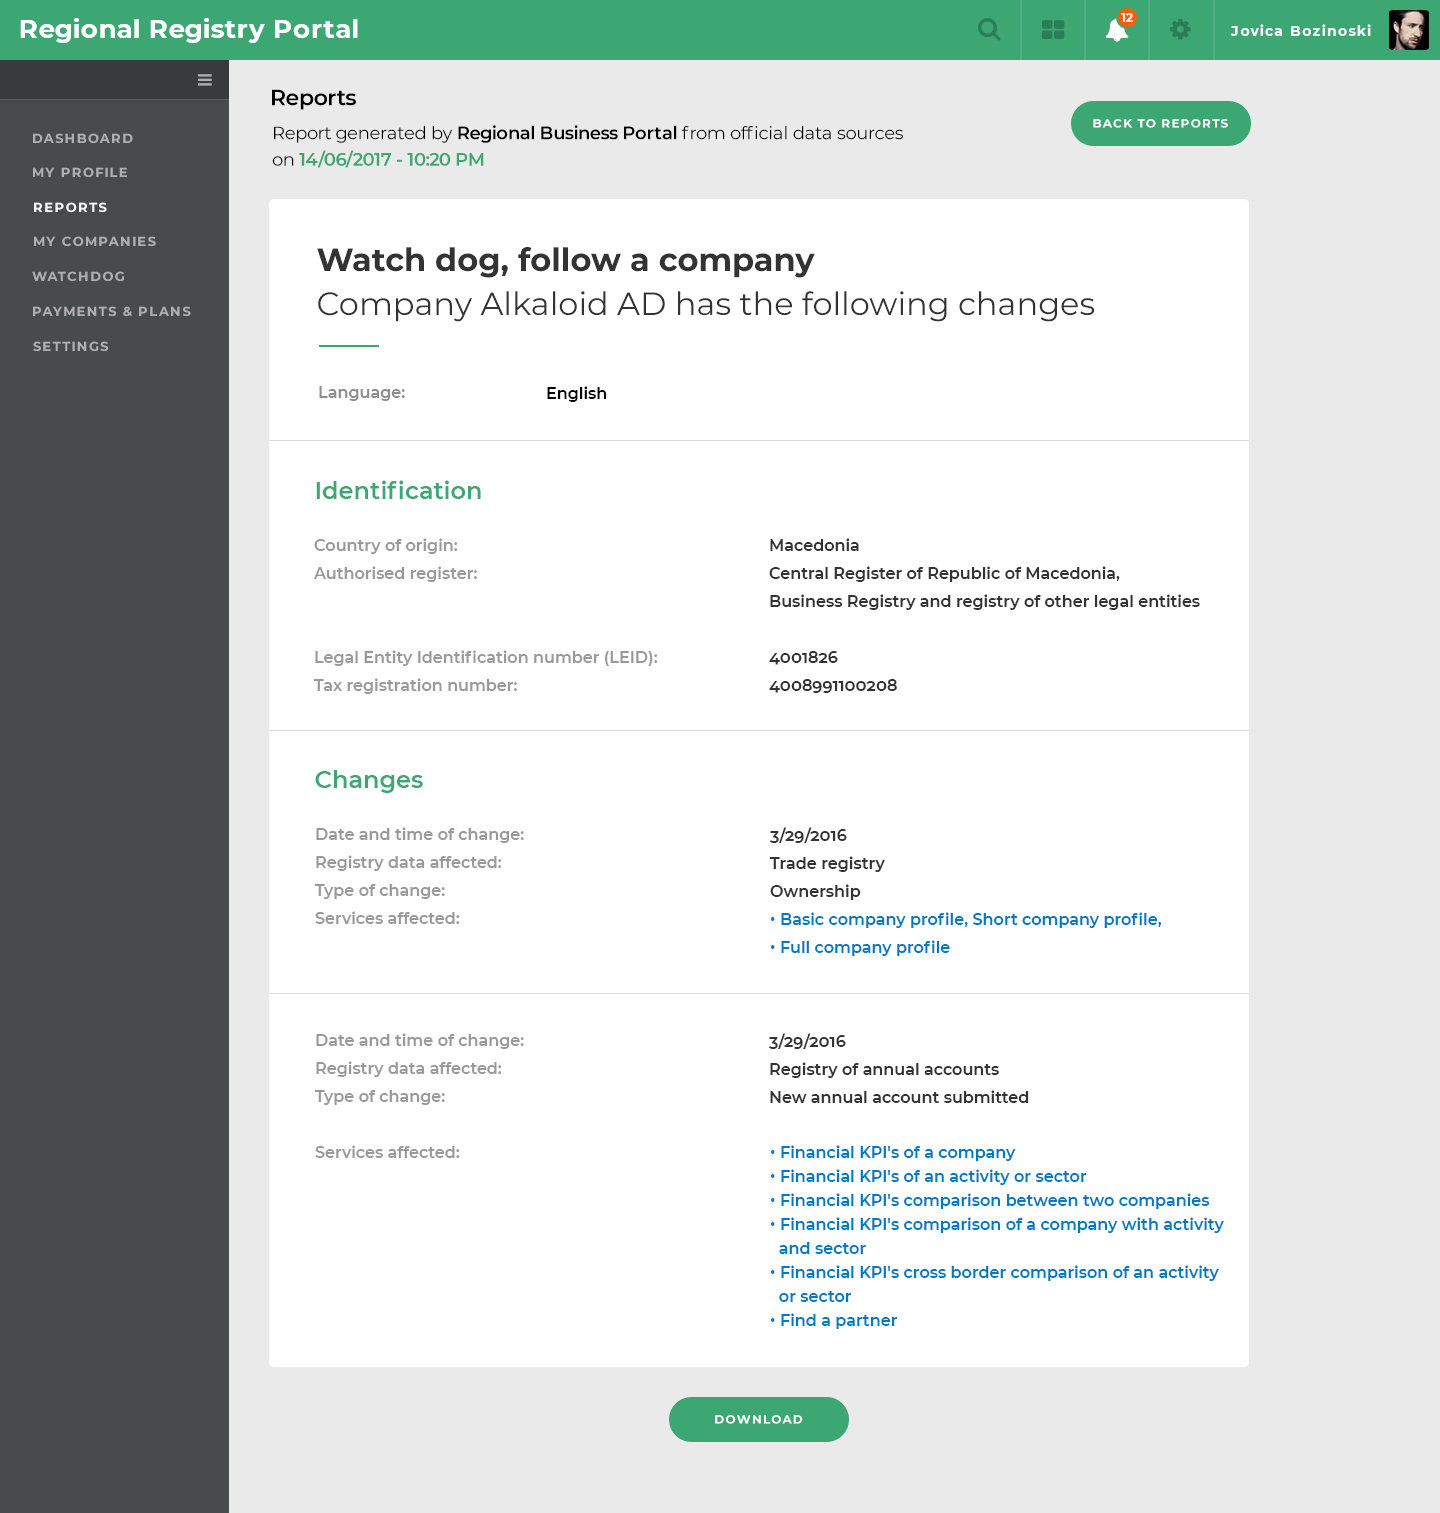 Regional Registry Portal
12
Jovica Bozinoski
DASHBOARD
MY PROFILE
REPORTS
MY COMPANIES
WATCHDOG
PAYMENTS & PLANS
SETTINGS
Reports
Report generated by Regional Business Portal from official data sources
on 14/06/2017 - 10:20 PM
BACK TO REPORTS
Watch dog, follow a company
Company Alkaloid AD has the following changes
Language: English
Identification
Country of origin: Macedonia
Authorised register: Central Register of Republic of Macedonia,
Business Registry and registry of other legal entities
Legal Entity Identification number (LEID): 4001826
Tax registration number: 4008991100208
Changes
Date and time of change: 3/29/2016
Registry data affected: Trade registry
Type of change: Ownership
Services affected: • Basic company profile, Short company profile,
• Full company profile
Date and time of change: 3/29/2016
Registry data affected: Registry of annual accounts
Type of change: New annual account submitted
Services affected: • Financial KPI's of a company
• Financial KPI's of an activity or sector
• Financial KPI's comparison between two companies
• Financial KPI's comparison of a company with activity
and sector
• Financial KPI's cross border comparison of an activity
or sector
• Find a partner
DOWNLOAD